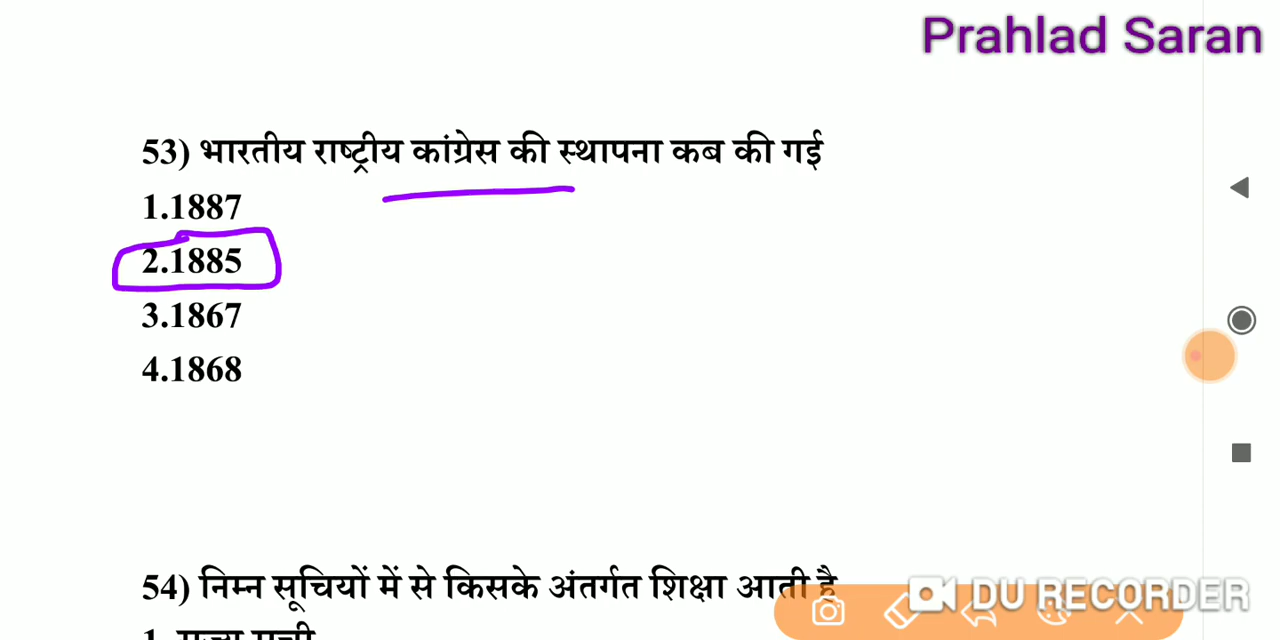 Prahlad Saran
53) भारतीय राष्ट्रीय कांग्रेस की स्थापना कब की गई
1.1887
2.1885
3.1867
4.1868
54) निम्न सूचियों में से किसके अंतर्गत शिक्षा आती है
DU RECORDER
1.